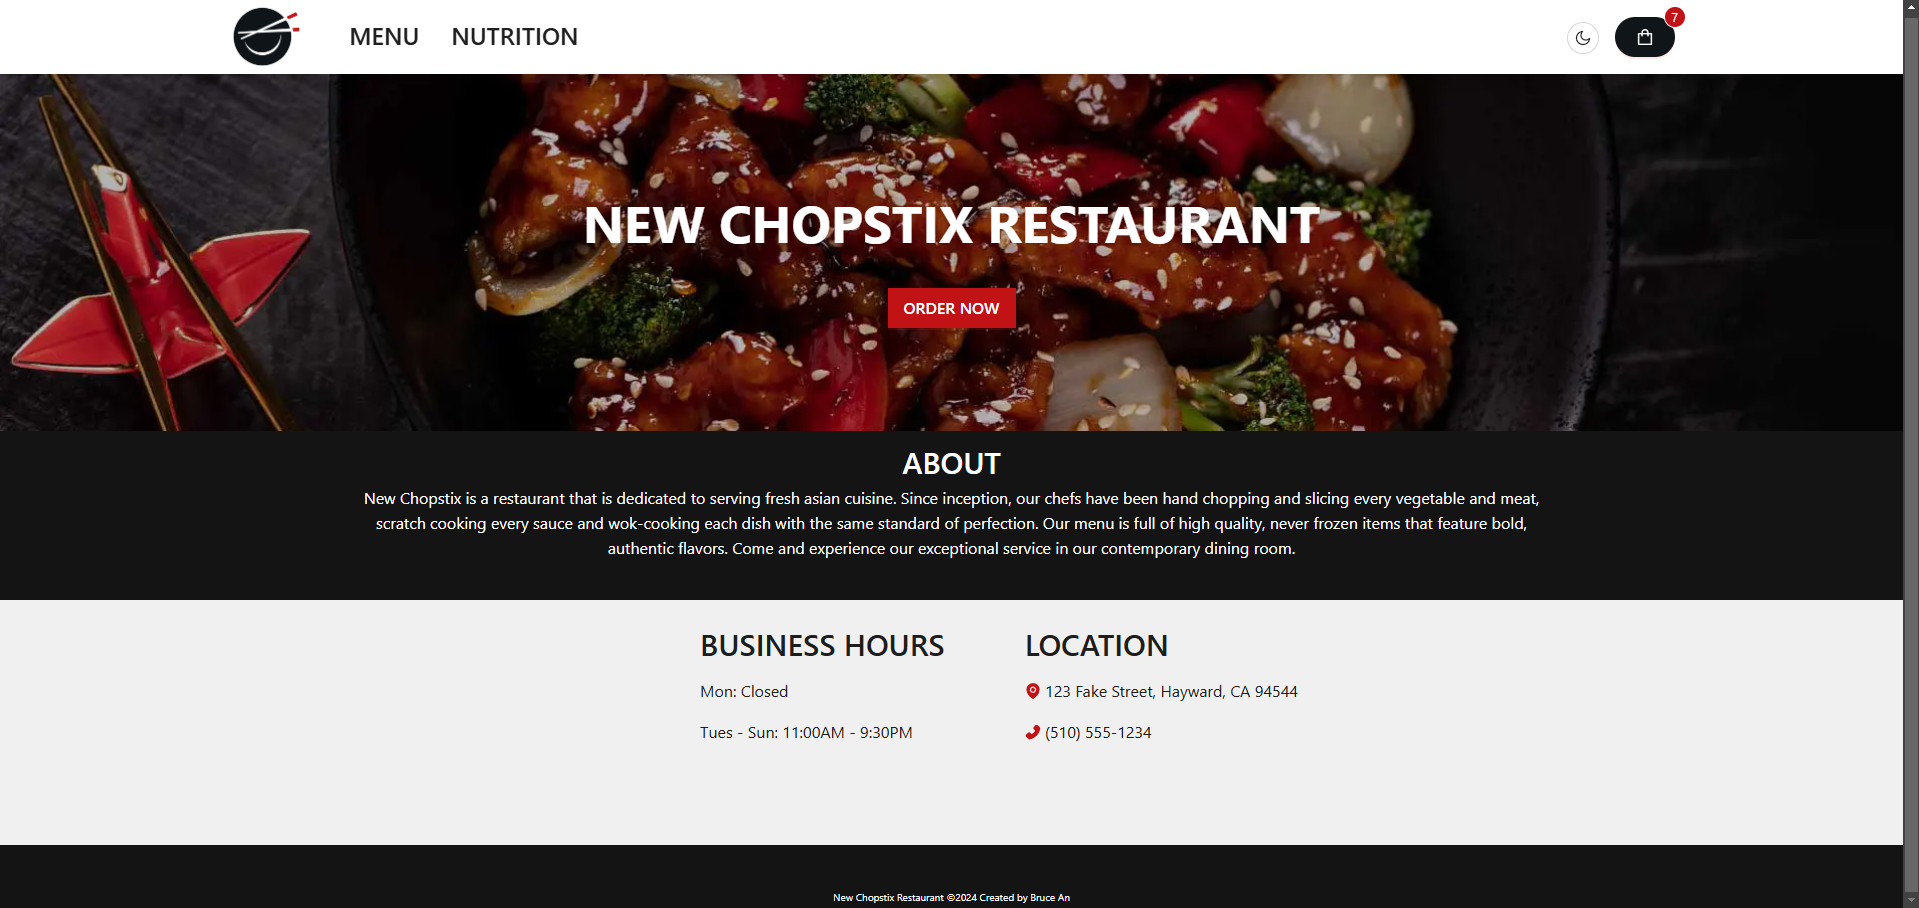 MENU NUTRITION
7
NEW CHOPSTIX RESTAURANT
ORDER NOW
ABOUT
New Chopstix is a restaurant that is dedicated to serving fresh asian cuisine. Since inception, our chefs have been hand chopping and slicing every vegetable and meat,
scratch cooking every sauce and wok-cooking each dish with the same standard of perfection. Our menu is full of high quality, never frozen items that feature bold,
authentic flavors. Come and experience our exceptional service in our contemporary dining room.
BUSINESS HOURS
Mon: Closed
Tues - Sun: 11:00AM - 9:30PM
LOCATION
123 Fake Street, Hayward, CA 94544
(510) 555-1234
New Chopstix Restaurant ©2024 Created by Bruce An